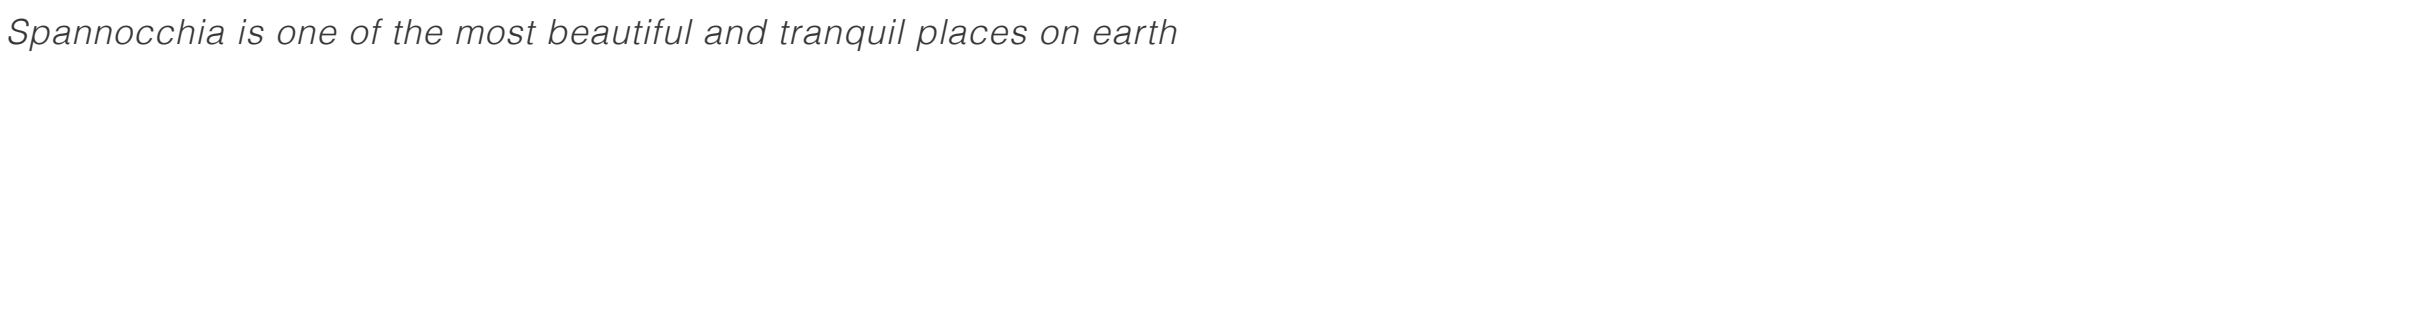 Spannocchia is one of the most beautiful and tranquil places on earth